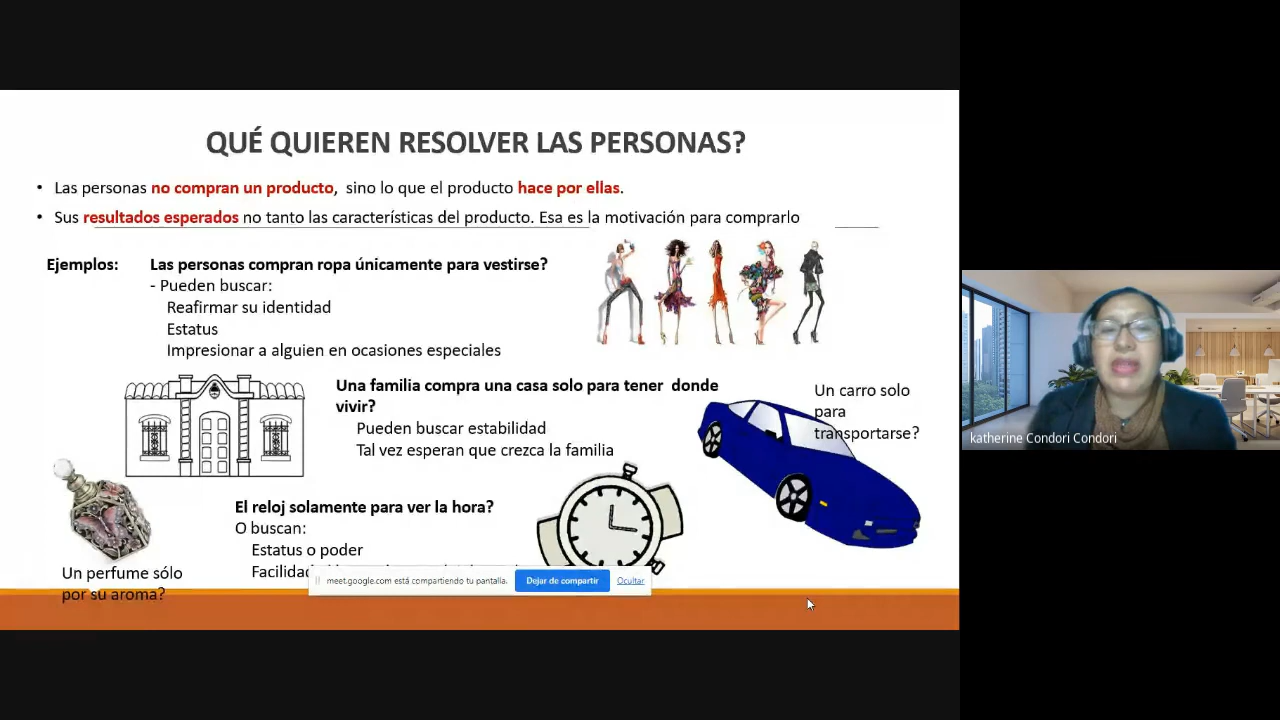 QUÉ QUIEREN RESOLVER LAS PERSONAS?
• Las personas no compran un producto, sino lo que el producto hace por ellas.
• Sus resultados esperados no tanto las características del producto. Esa es la motivación para comprarlo
Ejemplos: Las personas compran ropa únicamente para vestirse?
- Pueden buscar:
Reafirmar su identidad
Estatus
Impresionar a alguien en ocasiones especiales
Una familia compra una casa solo para tener donde
vivir?
Pueden buscar estabilidad
Tal vez esperan que crezca la familia
Un carro solo
para
transportarse?
El reloj solamente para ver la hora?
O buscan:
Estatus o poder
Un perfume sólo
por su aroma?
meet.google.com está compartiendo tu pantalla.
Dejar de compartir
Ocultar
katherine Condori Condori